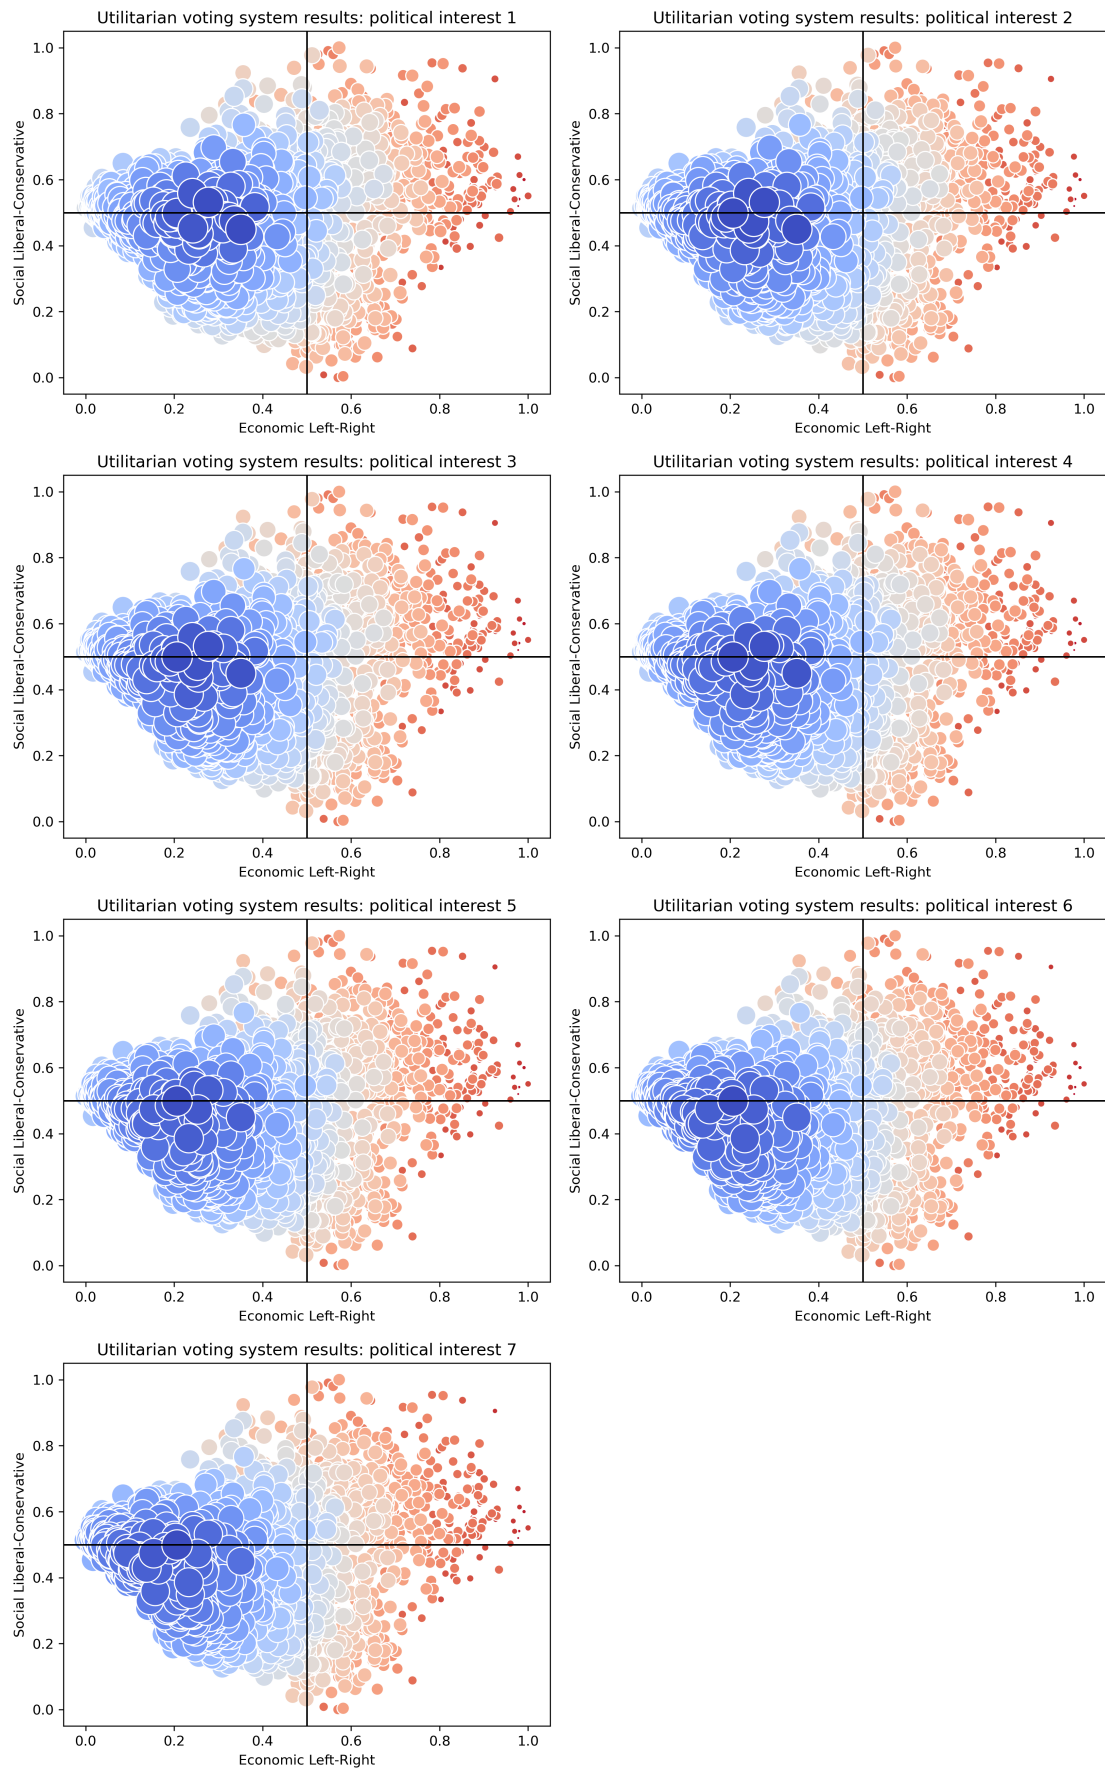 Utilitarian voting system results: political interest 1
1.0
0.8
0.6
0.4
0.2
0.0
Social Liberal-Conservative
0.0 0.2 0.4 0.6 0.8 1.0
Economic Left-Right
Utilitarian voting system results: political interest 2
1.0
0.8
0.6
0.4
0.2
0.0
Social Liberal-Conservative
0.0 0.2 0.4 0.6 0.8 1.0
Economic Left-Right
Utilitarian voting system results: political interest 3
1.0
0.8
0.6
0.4
0.2
0.0
Social Liberal-Conservative
0.0 0.2 0.4 0.6 0.8 1.0
Economic Left-Right
Utilitarian voting system results: political interest 4
1.0
0.8
0.6
0.4
0.2
0.0
Social Liberal-Conservative
0.0 0.2 0.4 0.6 0.8 1.0
Economic Left-Right
Utilitarian voting system results: political interest 5
1.0
0.8
0.6
0.4
0.2
0.0
Social Liberal-Conservative
0.0 0.2 0.4 0.6 0.8 1.0
Economic Left-Right
Utilitarian voting system results: political interest 6
1.0
0.8
0.6
0.4
0.2
0.0
Social Liberal-Conservative
0.0 0.2 0.4 0.6 0.8 1.0
Economic Left-Right
Utilitarian voting system results: political interest 7
1.0
0.8
0.6
0.4
0.2
0.0
Social Liberal-Conservative
0.0 0.2 0.4 0.6 0.8 1.0
Economic Left-Right